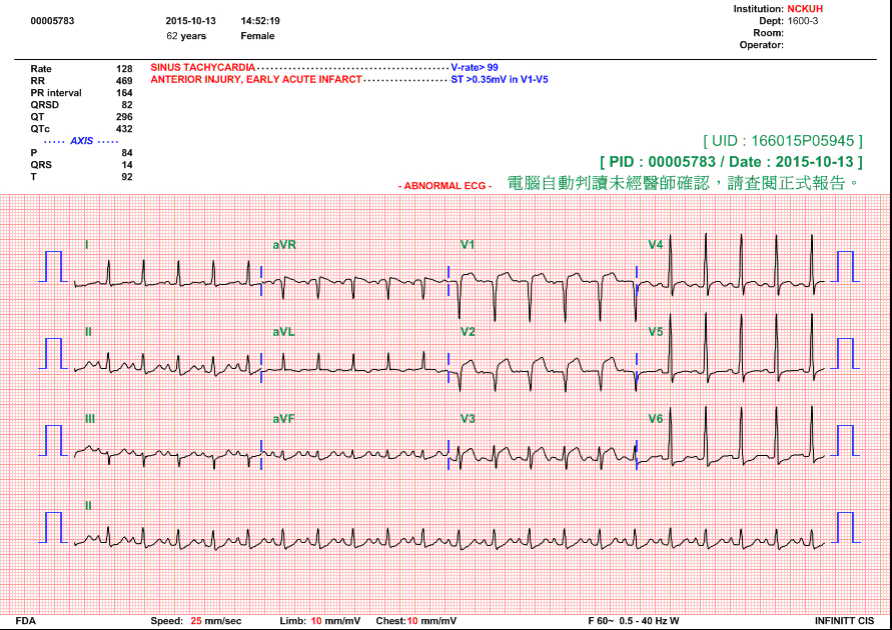 Institution: NCKUH
00005783 2015-10-13 14:52:19 Dept: 1600-3
62 years Female Room:
Operator:
Rate 128 SINUS TACHYCARDIA V-rate> 99
RR 469 ANTERIOR INJURY, EARLY ACUTE INFARCT ST >0.35mV in V1-V5
PR interval 164
QRSD 82
QT 296
QTc 432
AXIS
P 84
QRS 14
T 92
[ UID : 166015P05945 ]
[ PID : 00005783 / Date : 2015-10-13 ]
- ABNORMAL ECG - 電腦自動判讀未經醫師確認，請查閱正式報告。
I aVR V1 V4
II aVL V2 V5
III aVF V3 V6
II
FDA Speed: 25 mm/sec Limb: 10 mm/mV Chest: 10 mm/mV F 60~ 0.5 - 40 Hz W INFINITT CIS